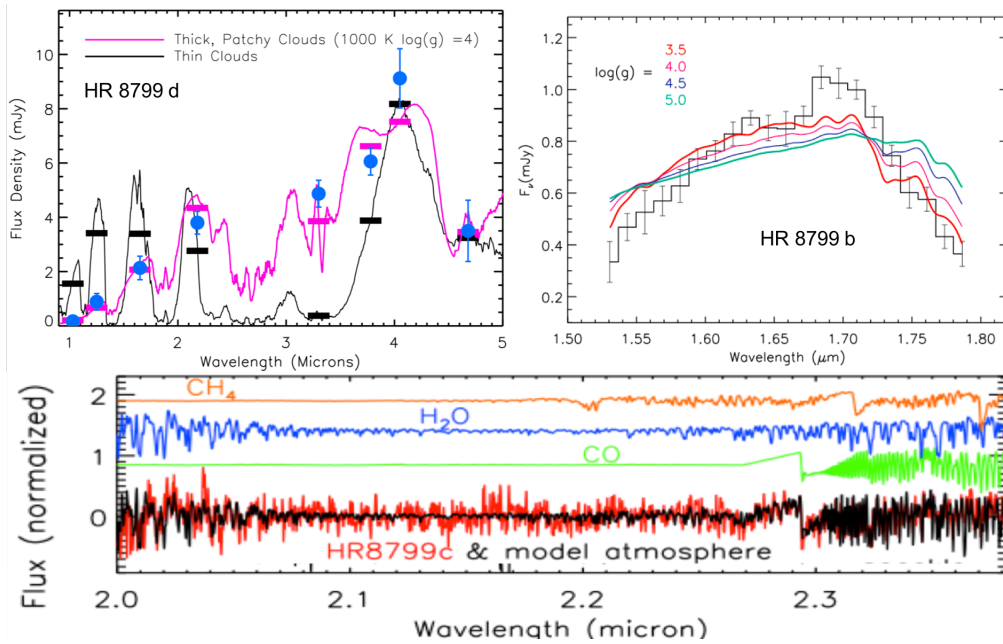 Thick, Patchy Clouds (1000 K log(g) =4)
Thin Clouds
HR 8799 d
Flux Density (mJy)
10
8
6
4
2
0
1 2 3 4 5
Wavelength (Microns)
log(g) =
3.5
4.0
4.5
5.0
HR 8799 b
Fν(mJy)
1.2
1.0
0.8
0.6
0.4
0.2
1.50 1.55 1.60 1.65 1.70 1.75 1.80
Wavelength (μm)
CH4
H2O
CO
HR8799c & model atmosphere
Flux (normalized)
2
1
0
2.0 2.1 2.2 2.3
Wavelength (micron)